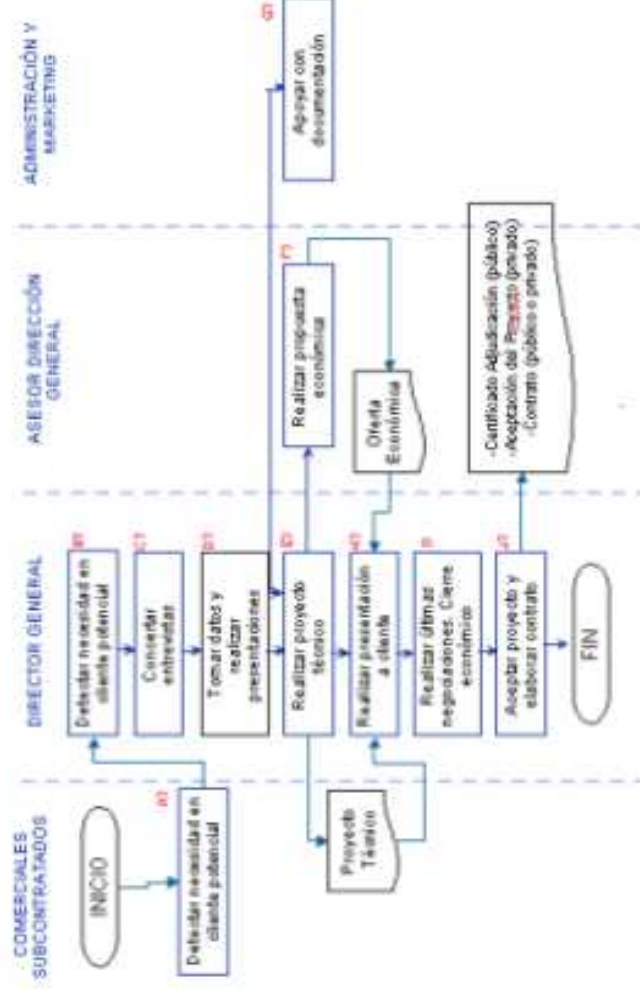 COMERCIALES
SUBCONTRATADOS
DIRECTOR GENERAL
ASESOR DIRECCIÓN
GENERAL
ADMINISTRACIÓN Y
MARKETING
INICIO
Detectar necesidad en
cliente potencial
Detectar necesidad en
cliente potencial
Concertar
entrevistas
Tomar datos y
realizar
presentaciones
Realizar proyecto
técnico
Realizar propuesta
económica
Apoyar con
documentación
Proyecto
Técnico
Oferta
Económica
Realizar presentación
a cliente
Realizar últimas
negociaciones. Cierre
económico
Aceptar proyecto y
elaborar contrato
-Certificado Adjudicación (público)
-Aceptación del Proyecto (privado)
-Contrato (público o privado)
FIN